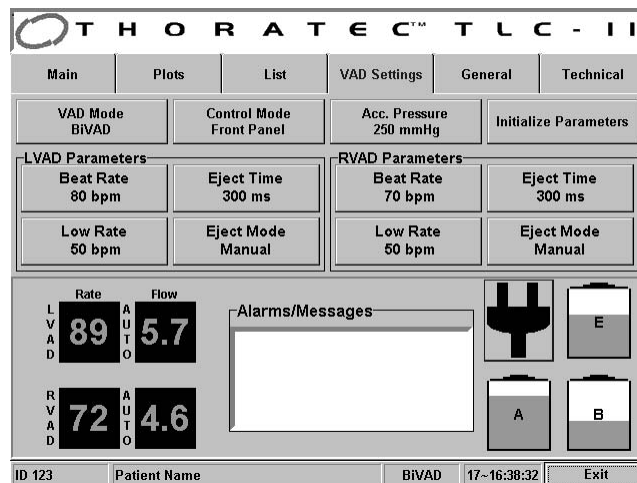 THORATEC™ TLC-II
Main Plots List VAD Settings General Technical
VAD Mode Control Mode Acc. Pressure Initialize Parameters
BiVAD Front Panel 250 mmHg
LVAD Parameters RVAD Parameters
Beat Rate Eject Time Beat Rate Eject Time
80 bpm 300 ms 70 bpm 300 ms
Low Rate Eject Mode Low Rate Eject Mode
50 bpm Manual 50 bpm Manual
Rate Flow
LVAD 89 AUTO 5.7
Alarms/Messages
E
RVAD 72 AUTO 4.6
A B
ID 123 Patient Name BiVAD 17~16:38:32 Exit